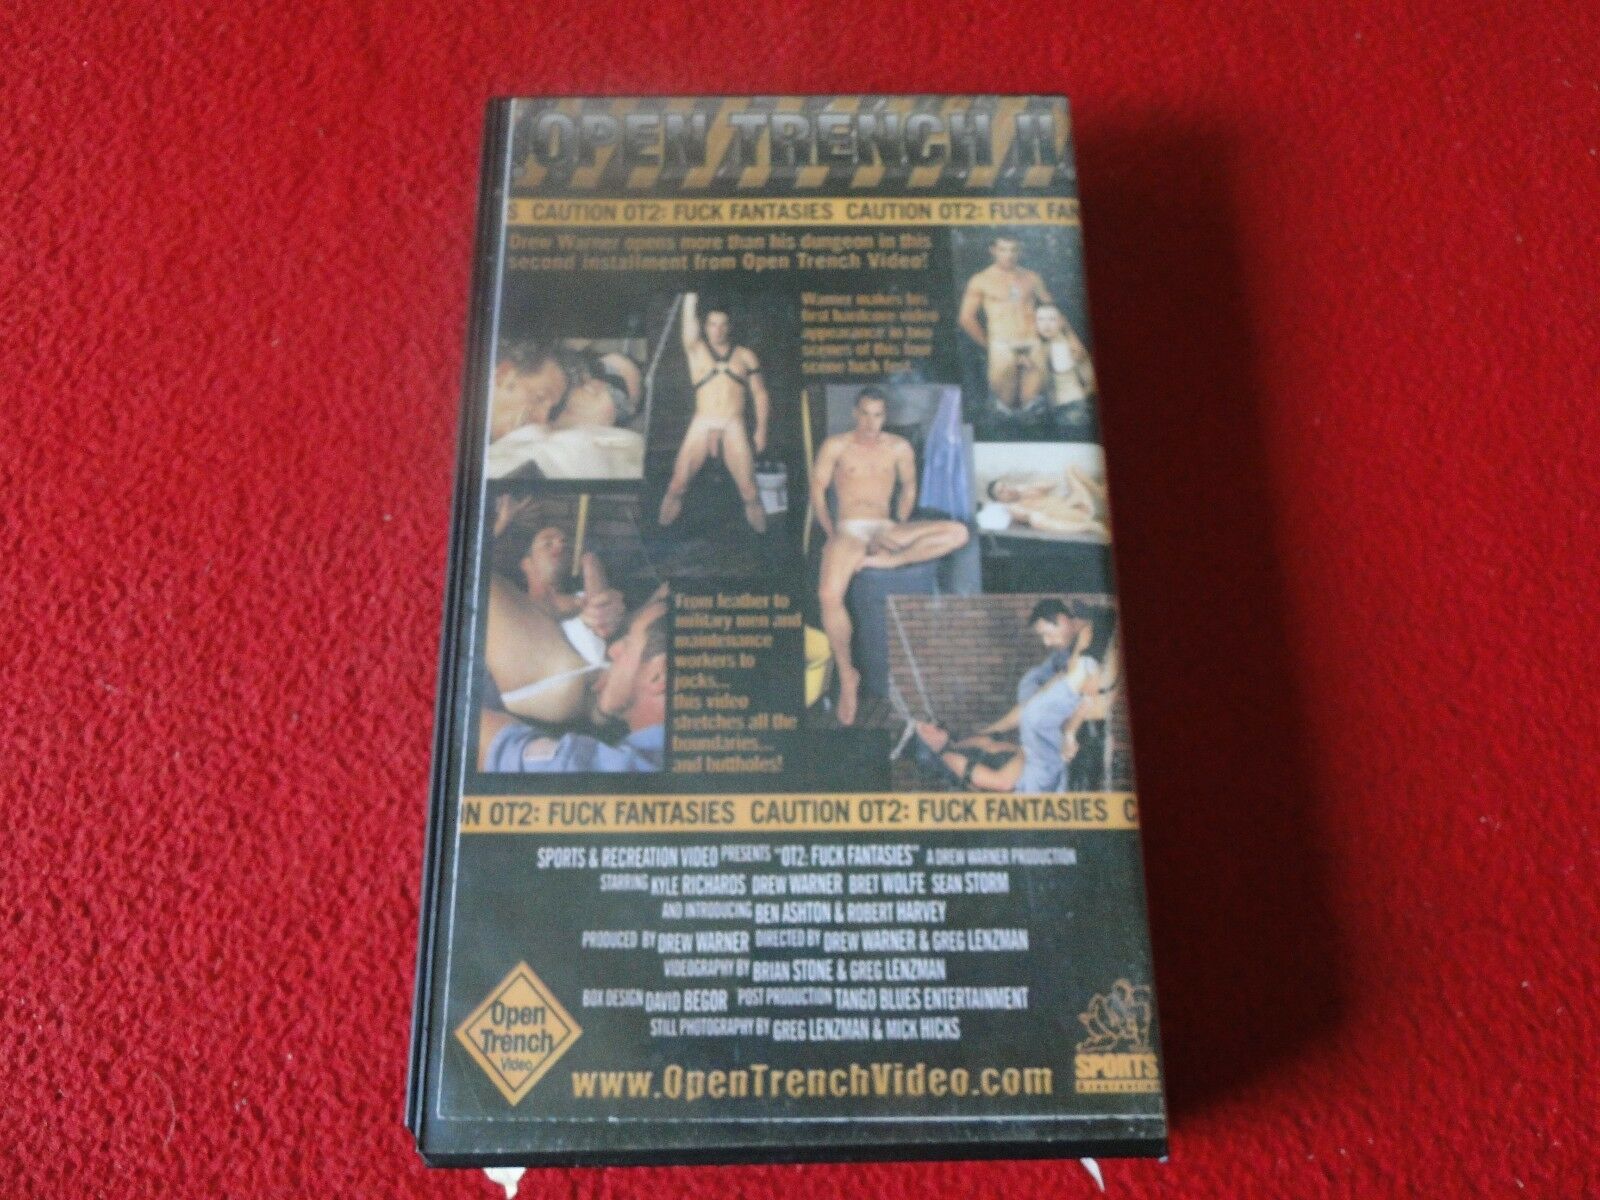 OPEN TRENCH II
S CAUTION OT2: FUCK FANTASIES CAUTION OT2: FUCK FAN
Drew Warner opens more than his dungeon in this
second installment from Open Trench Video!
Warner makes his
first hardcore video
appearance in two
scenes of this four
scene fuck fest.
From leather to
military men and
maintenance
workers to
jocks...
this video
stretches all the
boundaries...
and buttholes!
ON OT2: FUCK FANTASIES CAUTION OT2: FUCK FANTASIES C
SPORTS & RECREATION VIDEO PRESENTS "OT2: FUCK FANTASIES" A DREW WARNER PRODUCTION
STARRING KYLE RICHARDS DREW WARNER BRET WOLFE SEAN STORM
AND INTRODUCING BEN ASHTON & ROBERT HARVEY
PRODUCED BY DREW WARNER DIRECTED BY DREW WARNER & GREG LENZMAN
VIDEOGRAPHY BY BRIAN STONE & GREG LENZMAN
BOX DESIGN DAVID BEGOR POST PRODUCTION TANGO BLUES ENTERTAINMENT
STILL PHOTOGRAPHY BY GREG LENZMAN & MICK HICKS
Open
Trench
Video
www.OpenTrenchVideo.com
SPORTS